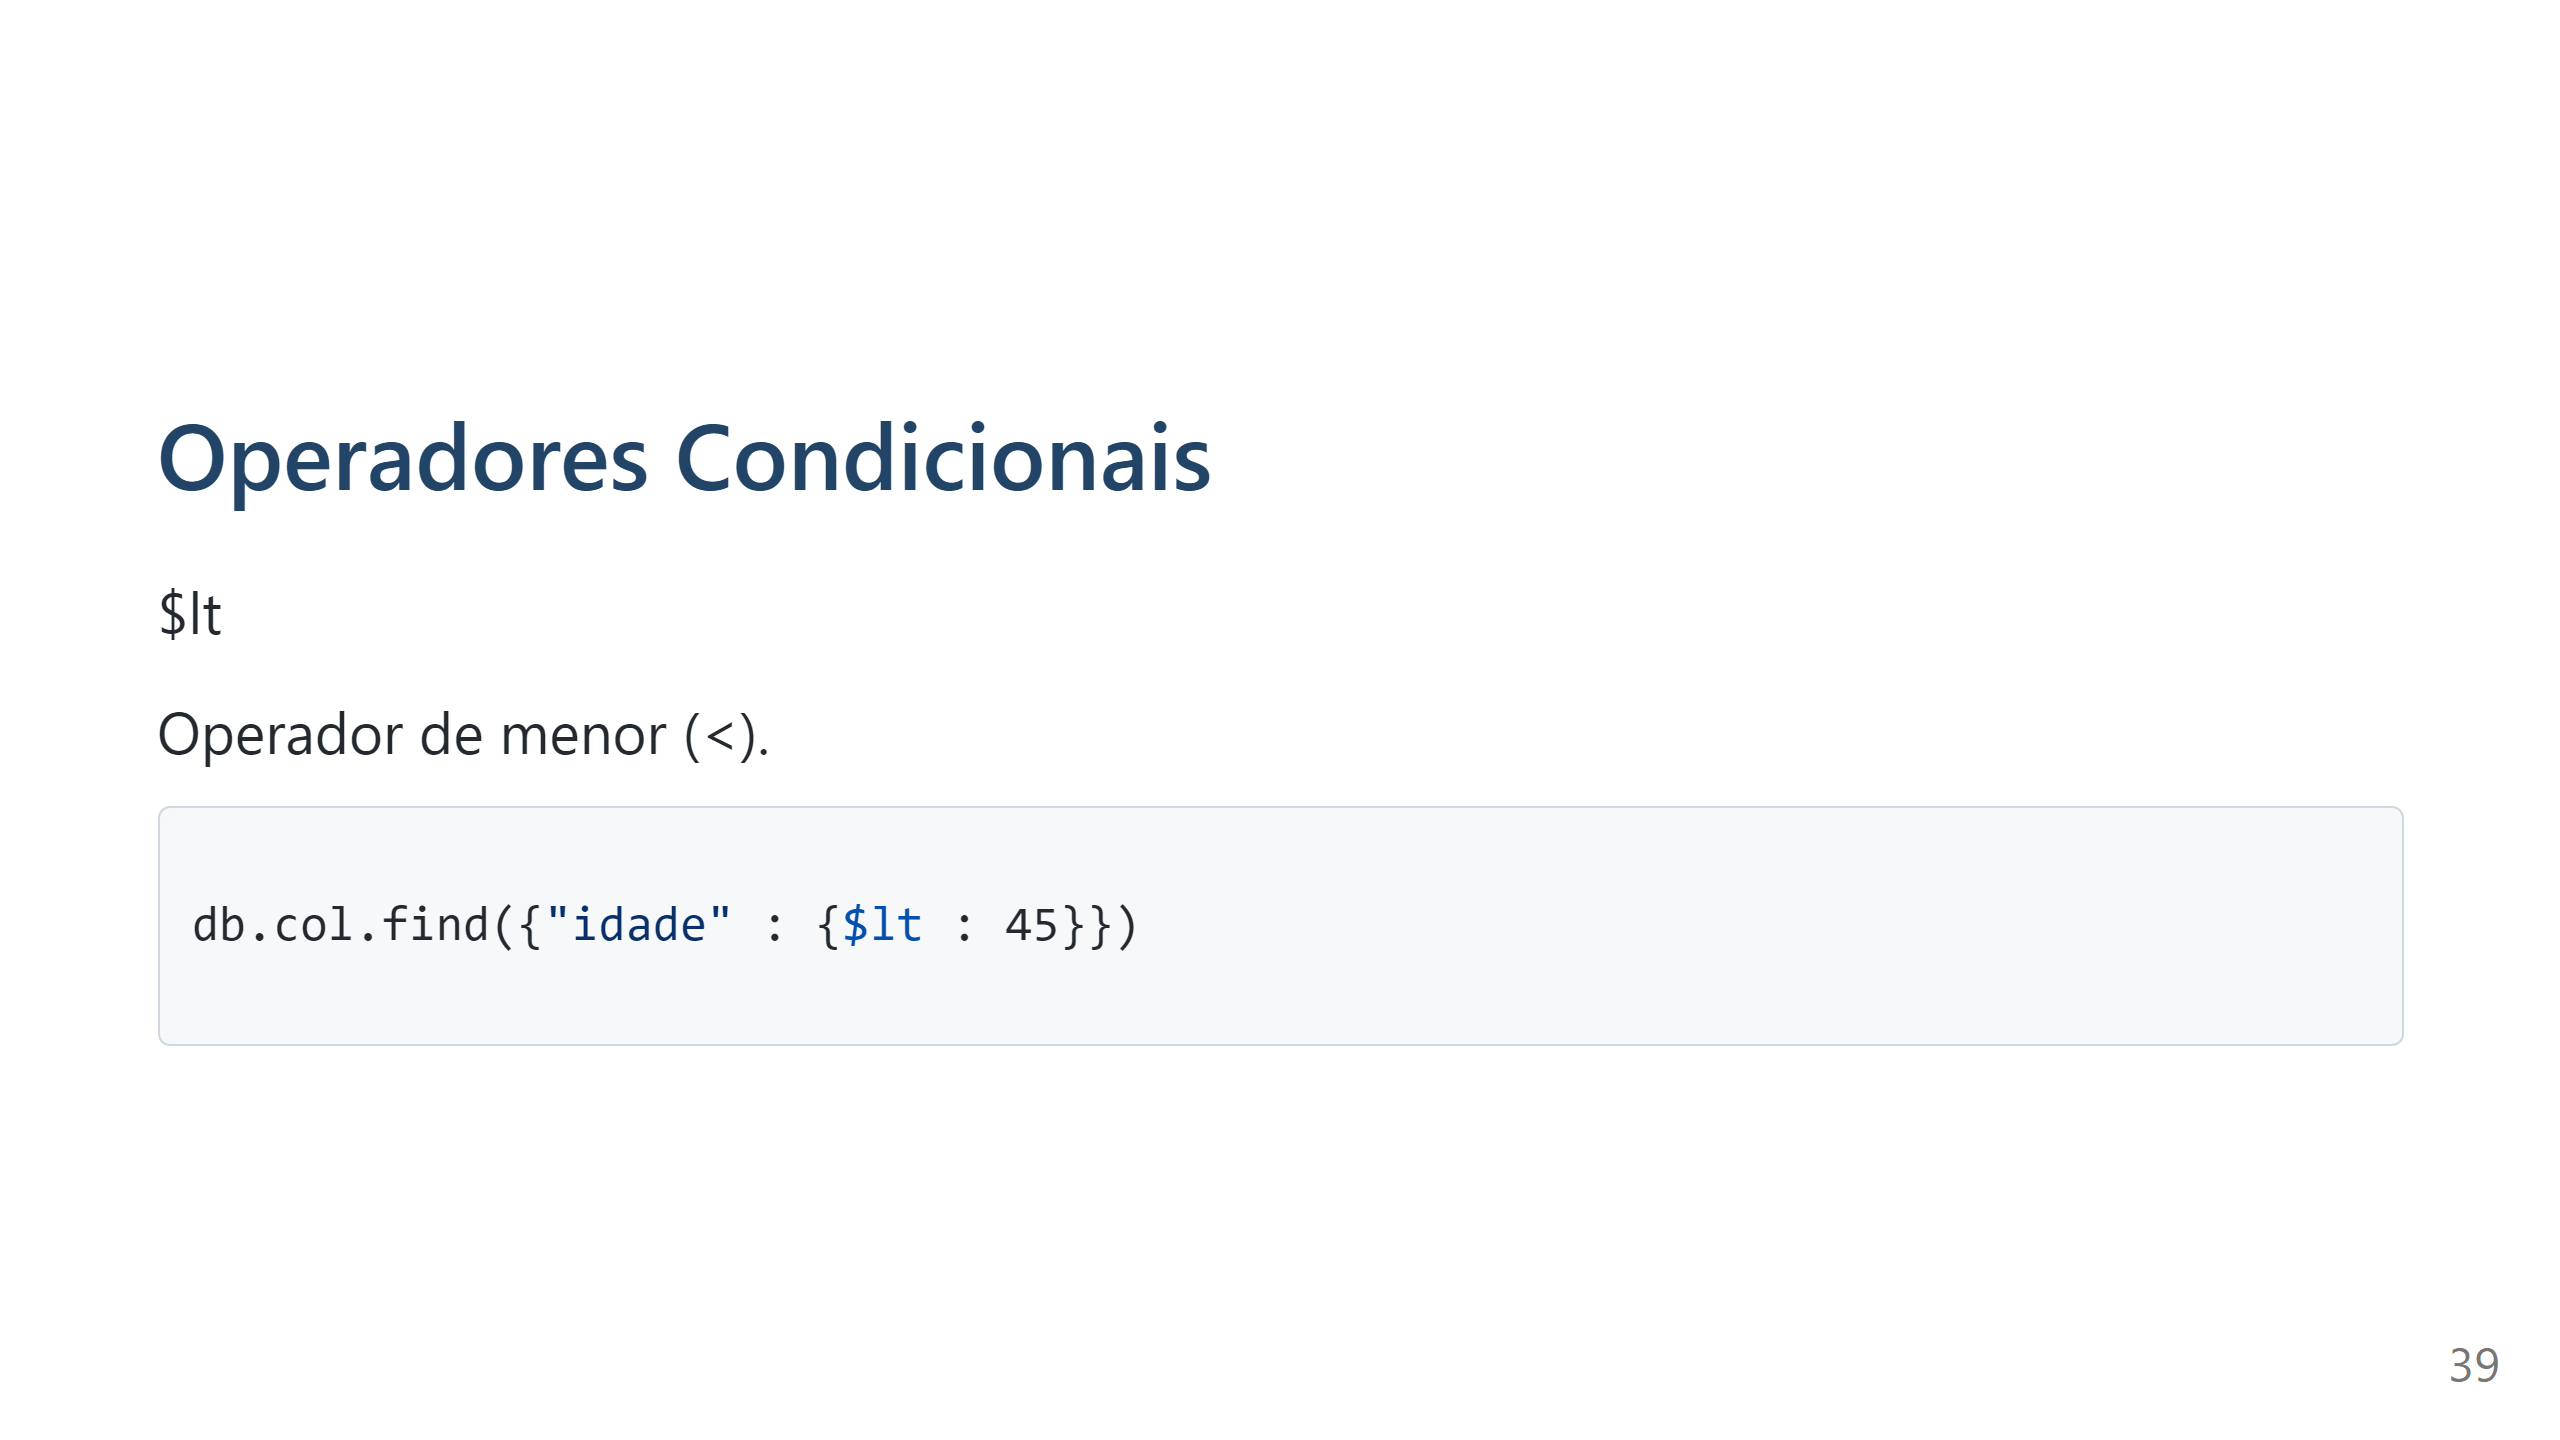 Operadores Condicionais
$lt
Operador de menor (<).
db.col.find({"idade" : {$lt : 45}})
39